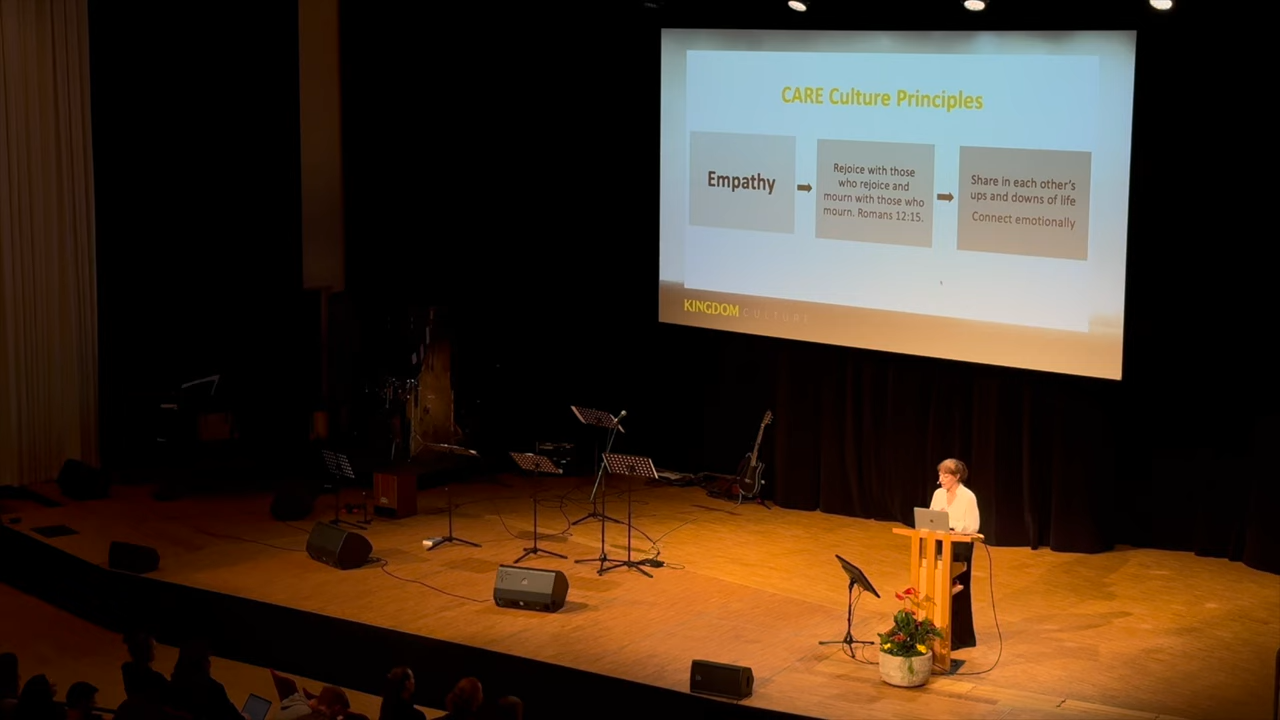 CARE Culture Principles
Empathy
Rejoice with those
who rejoice and
mourn with those who
mourn. Romans 12:15.
Share in each other's
ups and downs of life
Connect emotionally
KINGDOM CULTURE